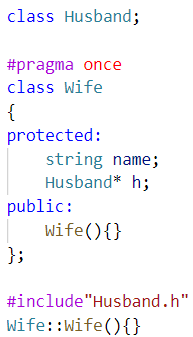 class Husband;
#pragma once
class Wife
{
protected:
    string name;
    Husband* h;
public:
    Wife(){}
};
#include"Husband.h"
Wife::Wife(){}